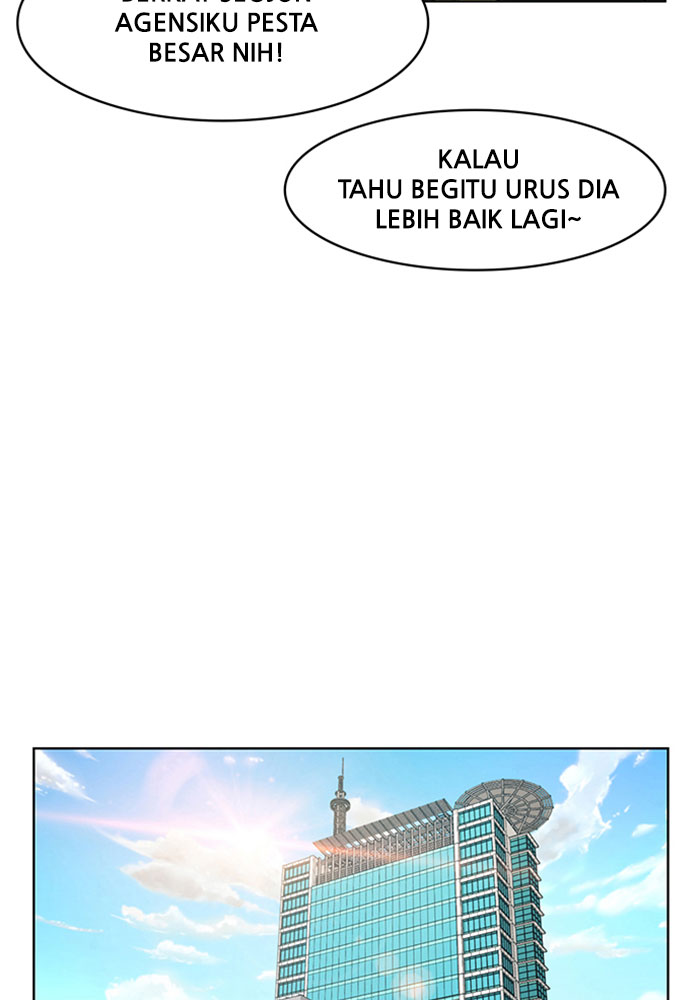 AGENSIKU PESTA
BESAR NIH!
KALAU
TAHU BEGITU URUS DIA
LEBIH BAIK LAGI~